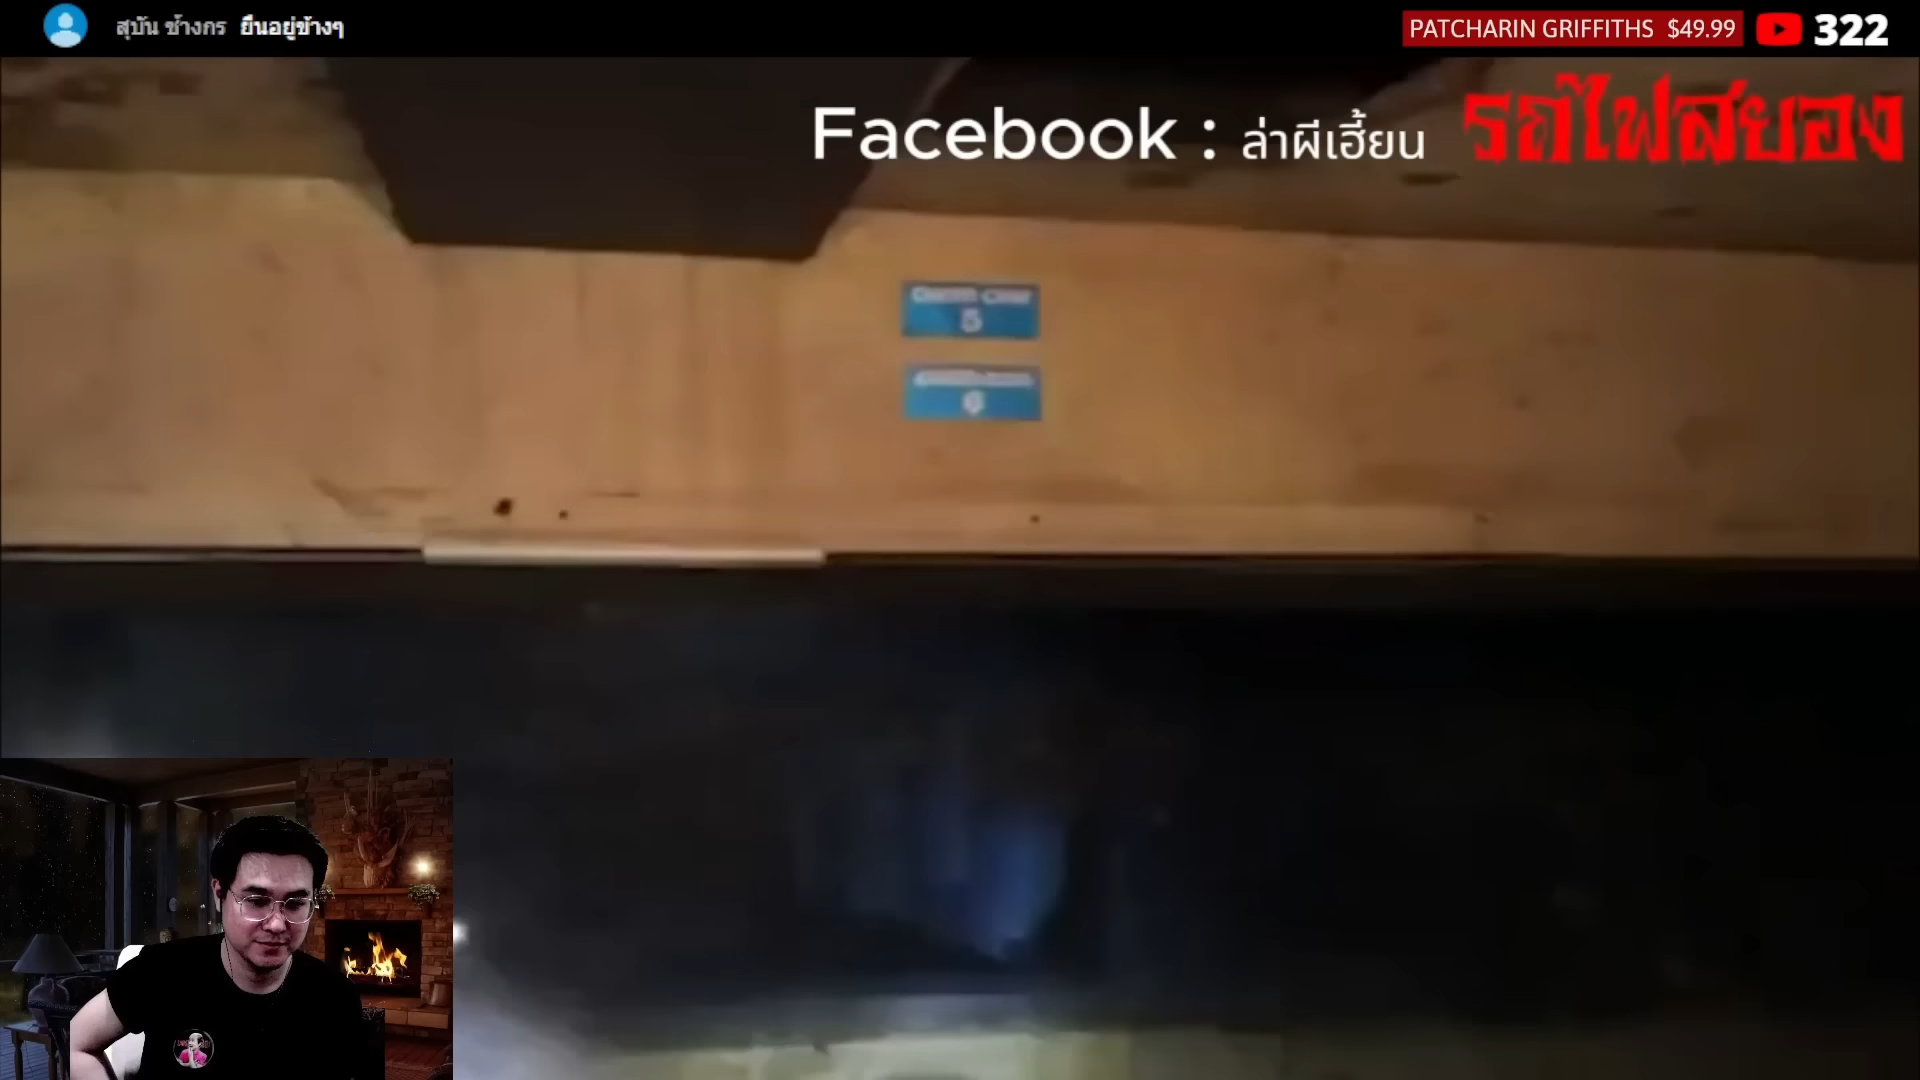 สุบัน ช้างกร ยืนอยู่ข้างๆ
PATCHARIN GRIFFITHS $49.99
322
Facebook : ล่าผีเฮี้ยน
รถไฟสยอง
5
6